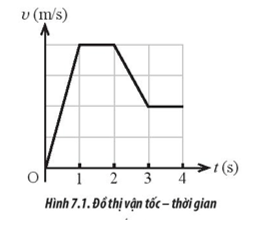 υ (m/s)
O 1 2 3 4 t (s)
Hình 7.1. Đồ thị vận tốc – thời gian